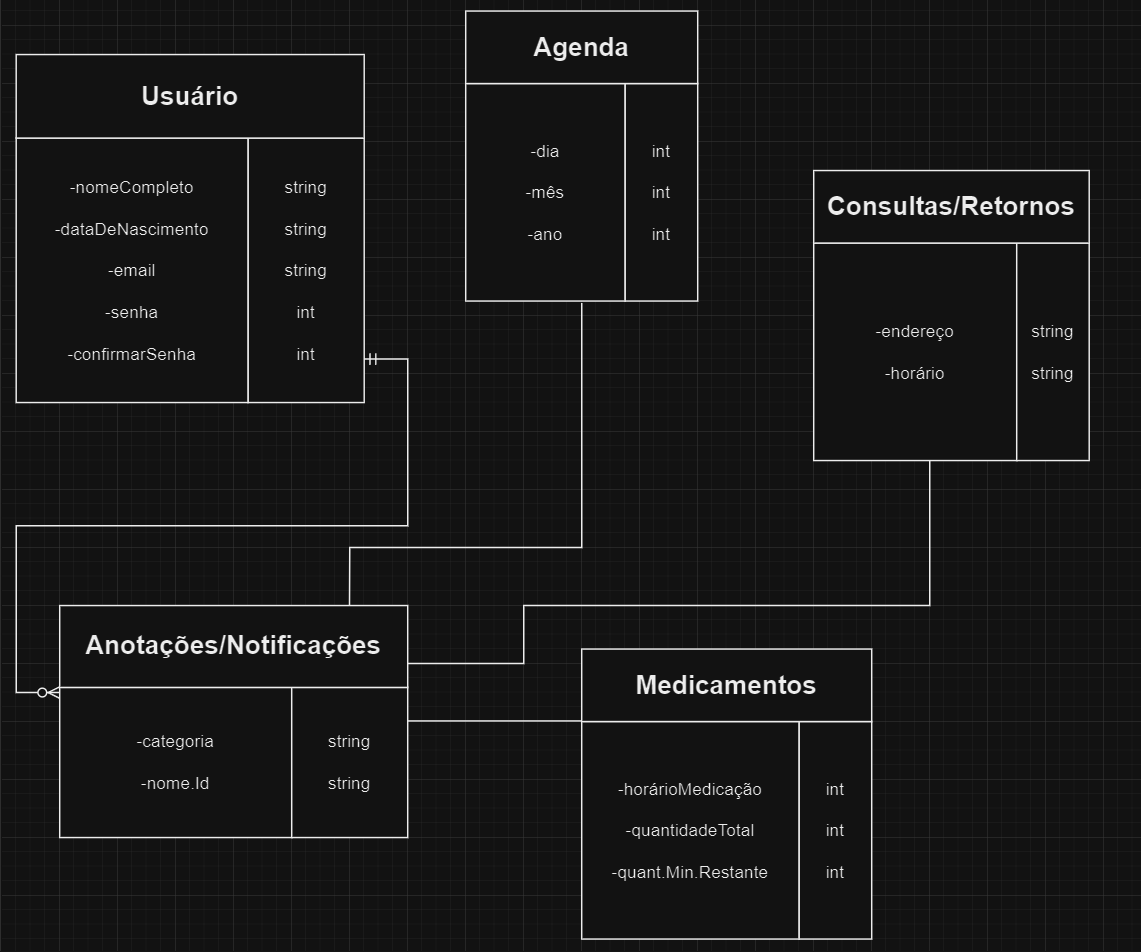 Usuário
-nomeCompleto string
-dataDeNascimento string
-email string
-senha int
-confirmarSenha int
Agenda
-dia int
-mês int
-ano int
Consultas/Retornos
-endereço string
-horário string
Anotações/Notificações
-categoria string
-nome.Id string
Medicamentos
-horárioMedicação int
-quantidadeTotal int
-quant.Min.Restante int